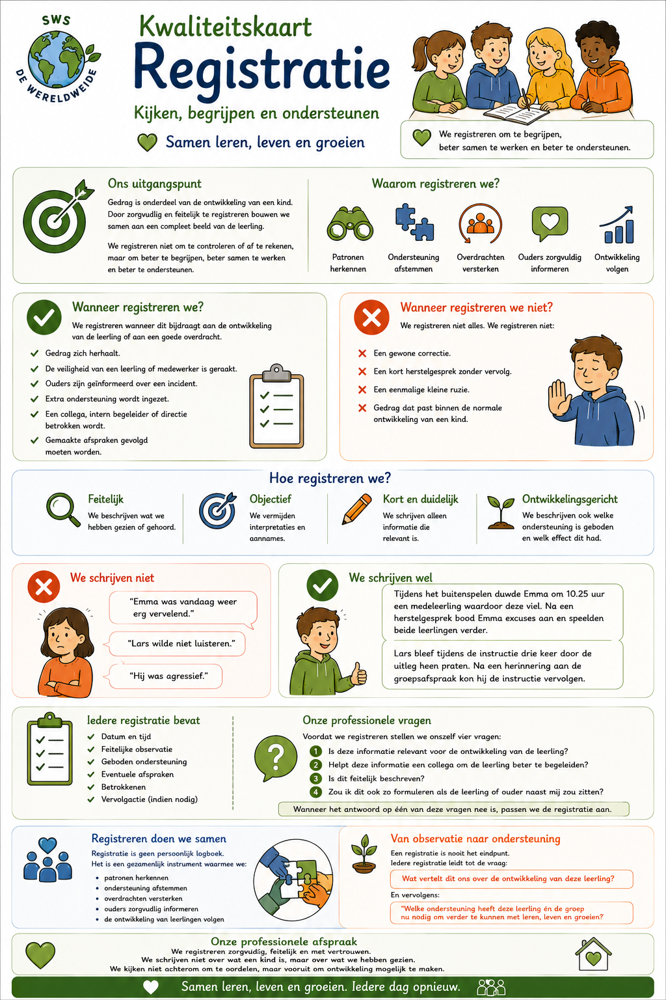 SWS
DE WERELDWEIDE
Kwaliteitskaart
Registratie
Kijken, begrijpen en ondersteunen
Samen leren, leven en groeien
We registreren om te begrijpen,
beter samen te werken en beter te ondersteunen.
Ons uitgangspunt
Gedrag is onderdeel van de ontwikkeling van een kind.
Door zorgvudlig en feitelijk te registreren bouwen we
samen aan een compleet beeld van de leerling.
We registreren niet om te controleren of af te rekenen,
maar om beter te begrijpen, beter samen te werken
en beter te ondersteunen.
Waarom registreren we?
Patronen
herkennen
Ondersteuning
afstemmen
Overdrachten
versterken
Ouders zorgvuldig
informeren
Ontwikkeling
volgen
Wanneer registreren we?
We registreren wanneer dit bijdraagt aan de ontwikkeling
van de leerling of aan een goede overdracht.
Gedrag zich herhaalt.
De veiligheid van een leerling of medewerker is geraakt.
Ouders zijn geïnformeerd over een incident.
Extra ondersteuning wordt ingezet.
Een collega, intern begeleider of directie
betrokken wordt.
Gemaakte afspraken gevolgd
moeten worden.
Wanneer registreren we niet?
We registreren niet alles. We registreren niet:
Een gewone correctie.
Een kort herstelgesprek zonder vervolg.
Een eenmalige kleine ruzie.
Gedrag dat past binnen de normale
ontwikkeling van een kind.
Hoe registreren we?
Feitelijk
We beschrijven wat we
hebben gezien of gehoord.
Objectief
We vermijden
interpretaties en
aannames.
Kort en duidelijk
We schrijven alleen
informatie die
relevant is.
Ontwikkelingsgericht
We beschrijven ook welke
ondersteuning is geboden
en welk effect dit had.
We schrijven niet
"Emma was vandaag weer
erg vervelend."
"Lars wilde niet luisteren."
"Hij was agressief."
We schrijven wel
Tijdens het buitenspelen duwde Emma om 10.25 uur
een medeleerling waardoor deze viel. Na een
herstelgesprek bood Emma excuses aan en speelden
beide leerlingen verder.
Lars bleef tijdens de instructie drie keer door de
uitleg heen praten. Na een herinnering aan de
groepsafspraak kon hij de instructie vervolgen.
Iedere registratie bevat
Datum en tijd
Feitelijke observatie
Geboden ondersteuning
Eventuele afspraken
Betrokkenen
Vervolgactie (indien nodig)
Onze professionele vragen
Voordat we registreren stellen we onszelf vier vragen:
1 Is deze informatie relevant voor de ontwikkeling van de leerling?
2 Helpt deze informatie een collega om de leerling beter te begeleiden?
3 Is dit feitelijk beschreven?
4 Zou ik dit ook zo formuleren als de leerling of ouder naast mij zou zitten?
Wanneer het antwoord op één van deze vragen nee is, passen we de registratie aan.
Registreren doen we samen
Registratie is geen persoonlijk logboek.
Het is een gezamenlijk instrument waarmee we:
• patronen herkennen
• ondersteuning afstemmen
• overdrachten versterken
• ouders zorgvudlig informeren
• de ontwikkeling van leerlingen volgen
Van observatie naar ondersteuning
Een registratie is nooit het eindpunt.
Iedere registratie leidt tot de vraag:
Wat vertelt dit ons over de ontwikkeling van deze leerling?
En vervolgens:
"Welke ondersteuning heeft deze leerling én de groep
nu nodig om verder te kunnen met leren, leven en groeien?
Onze professionele afspraak
We registreren zorgvuldig, feitelijk en met vertrouwen.
We schrijven niet over wat een kind is, maar over wat we hebben gezien.
We kijken niet achterom om te oordelen, maar vooruit om ontwikkeling mogelijk te maken.
Samen leren, leven en groeien. Iedere dag opnieuw.